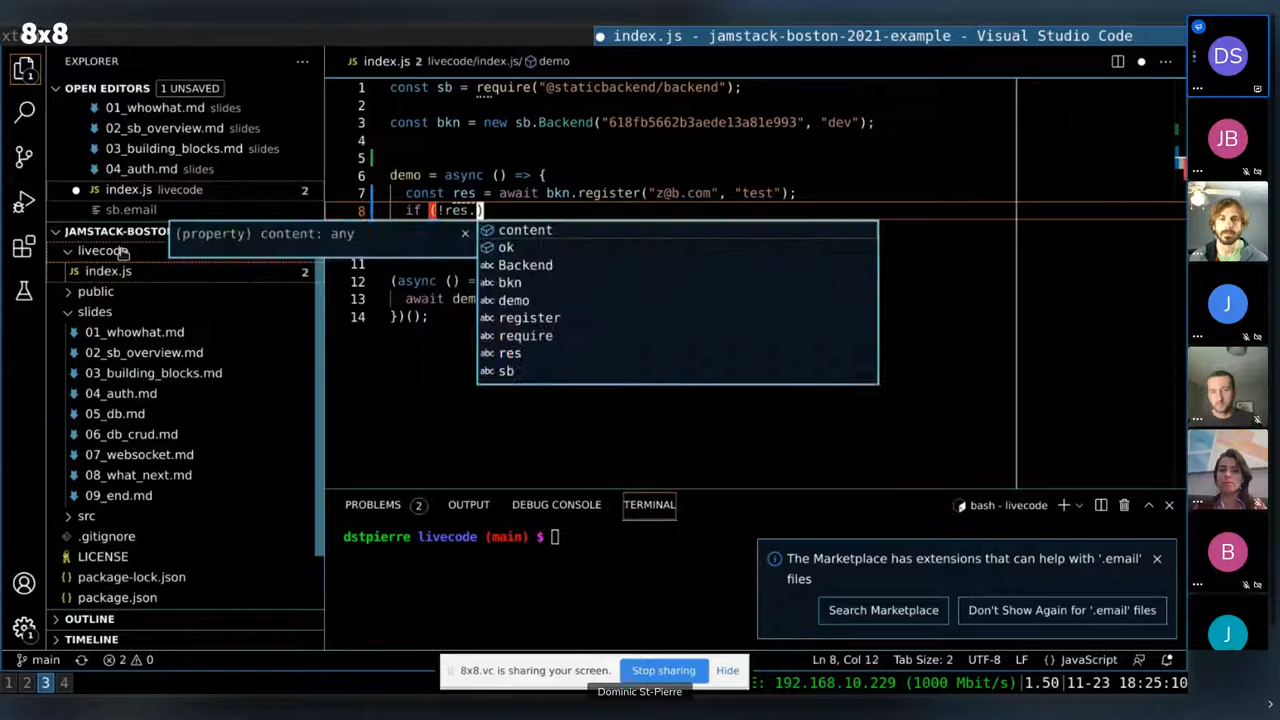 8x8
index.js - jamstack-boston-2021-example - Visual Studio Code
EXPLORER
OPEN EDITORS 1 UNSAVED
01_whowhat.md slides
02_sb_overview.md slides
03_building_blocks.md slides
04_auth.md slides
index.js livecode 2
sb.email
JAMSTACK-BOSTON
livecode
index.js 2
public
slides
01_whowhat.md
02_sb_overview.md
03_building_blocks.md
04_auth.md
05_db.md
06_db_crud.md
07_websocket.md
08_what_next.md
09_end.md
src
.gitignore
LICENSE
package-lock.json
package.json
OUTLINE
TIMELINE
index.js livecode/index.js/ demo
1 const sb = require("@staticbackend/backend");
2
3 const bkn = new sb.Backend("618fb5662b3aede13a81e993", "dev");
4
5
6 demo = async () => {
7 const res = await bkn.register("z@b.com", "test");
8 if (!res.)
(property) content: any
content
ok
Backend
bkn
demo
register
require
res
sb
11
12 (async () =
13 await dem
14 })();
PROBLEMS 2 OUTPUT DEBUG CONSOLE TERMINAL
bash - livecode
dstpierre livecode (main) $
The Marketplace has extensions that can help with '.email'
files
Search Marketplace
Don't Show Again for '.email' files
main 2 0
Ln 8, Col 12 Tab Size: 2 UTF-8 LF {} JavaScript
8x8.vc is sharing your screen. Stop sharing Hide
1 2 3 4
E: 192.168.10.229 (1000 Mbit/s)|1.50|11-23 18:25:10
Dominic St-Pierre
DS
JB
J
B
J